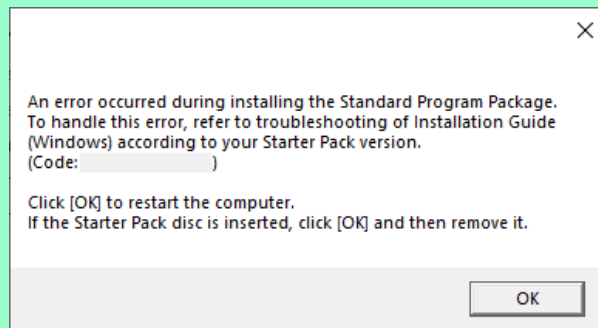 An error occurred during installing the Standard Program Package.
To handle this error, refer to troubleshooting of Installation Guide
(Windows) according to your Starter Pack version.
(Code: )
Click [OK] to restart the computer.
If the Starter Pack disc is inserted, click [OK] and then remove it.
OK